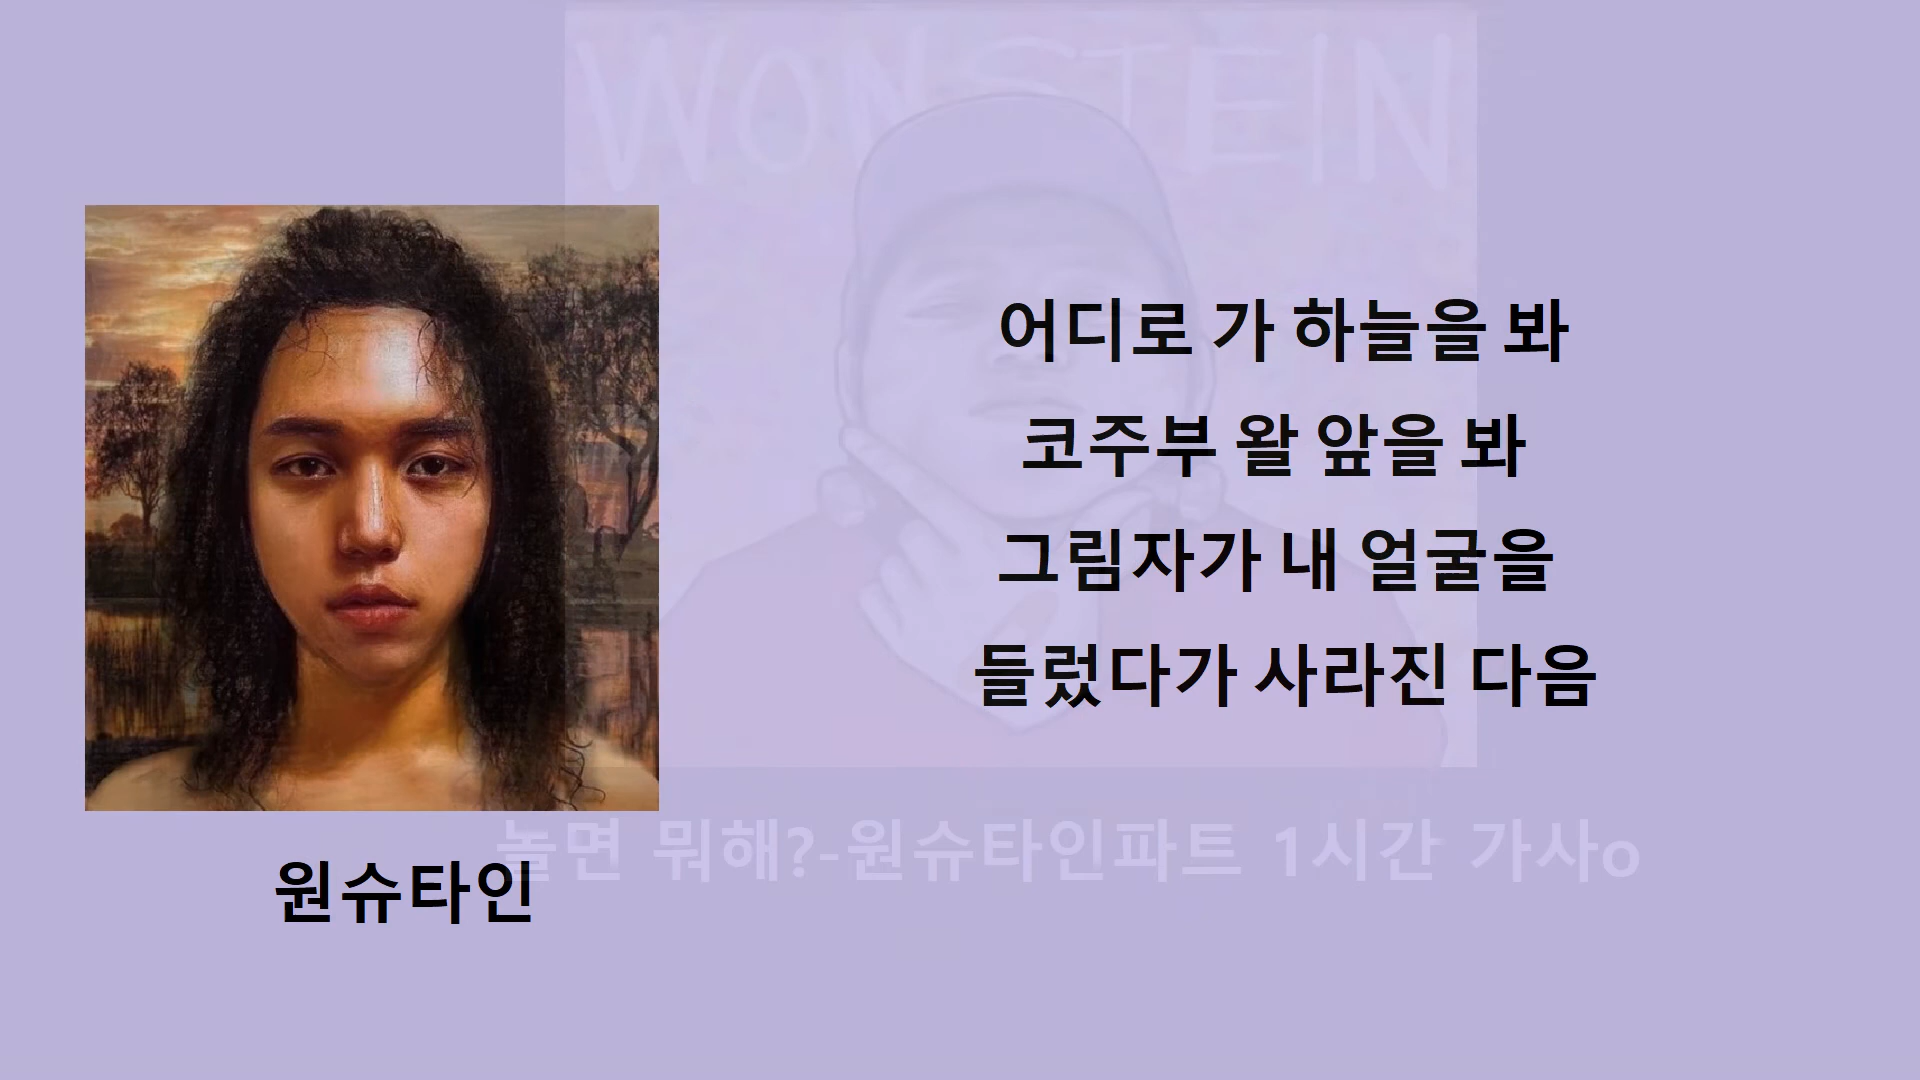 WONSTEIN
어디로 가 하늘을 봐
코주부 왈 앞을 봐
그림자가 내 얼굴을
들렀다가 사라진 다음
놀면 뭐해?-원슈타인파트 1시간 가사o
원슈타인